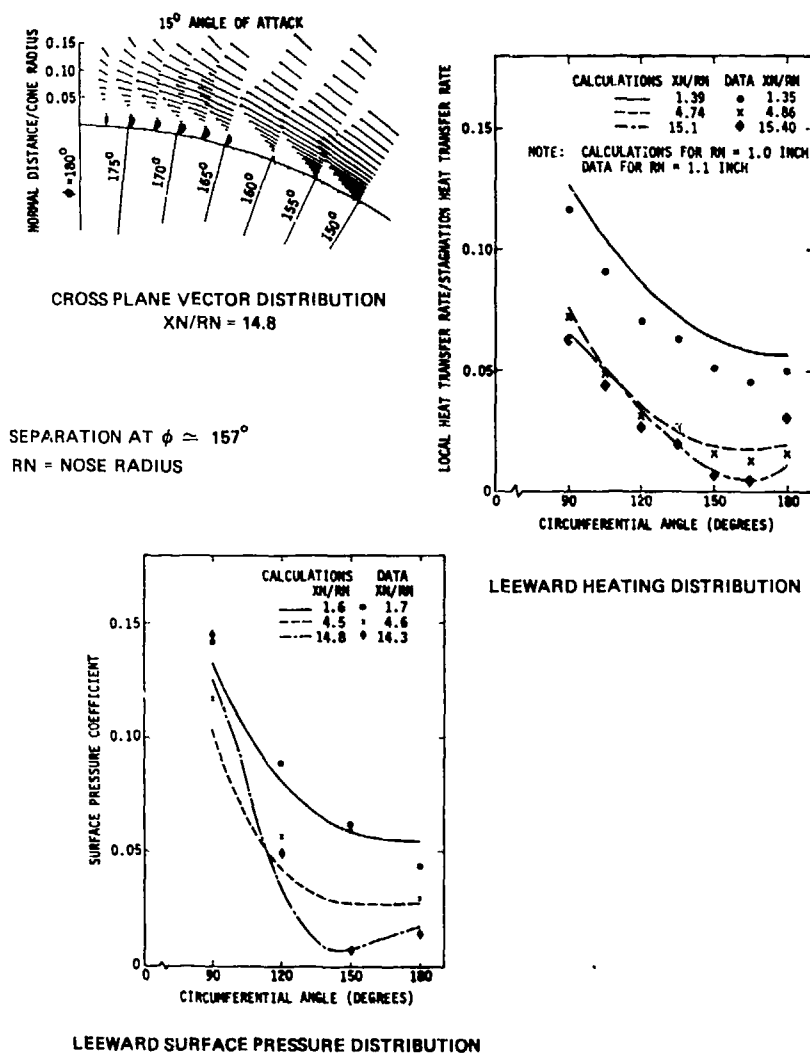 15° ANGLE OF ATTACK
0.15
0.10
0.05
NORMAL DISTANCE/CONE RADIUS
ϕ = 180°
175°
170°
165°
160°
155°
150°
CROSS PLANE VECTOR DISTRIBUTION
XN/RN = 14.8
SEPARATION AT ϕ ≃ 157°
RN = NOSE RADIUS
CALCULATIONS XN/RN DATA XN/RN
1.39 1.35
4.74 x 4.86
15.1 15.40
NOTE: CALCULATIONS FOR RN = 1.0 INCH
DATA FOR RN = 1.1 INCH
LOCAL HEAT TRANSFER RATE/STAGNATION HEAT TRANSFER RATE
0.15
0.10
0.05
0
0 90 120 150 180
CIRCUMFERENTIAL ANGLE (DEGREES)
LEEWARD HEATING DISTRIBUTION
CALCULATIONS DATA
XN/RN XN/RN
1.6 1.7
4.5 x 4.6
14.8 14.3
SURFACE PRESSURE COEFFICIENT
0.15
0.10
0.05
0
0 90 120 150 180
CIRCUMFERENTIAL ANGLE (DEGREES)
LEEWARD SURFACE PRESSURE DISTRIBUTION